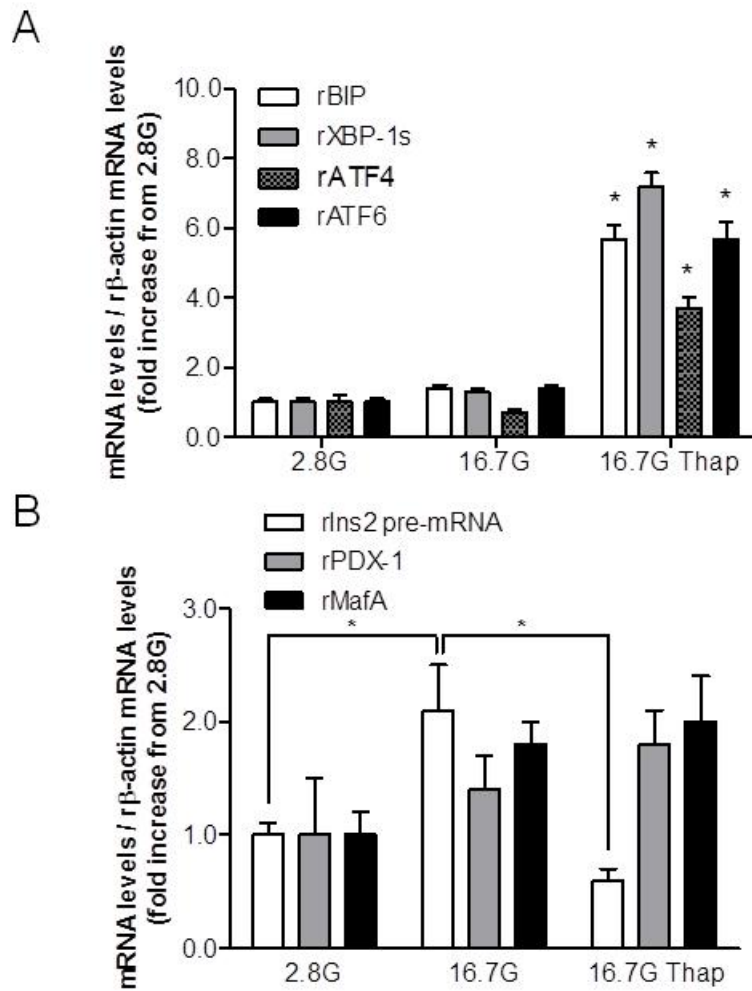 A
mRNA levels / rβ-actin mRNA levels
(fold increase from 2.8G)
10.0
8.0
6.0
4.0
2.0
0.0
rBIP
rXBP-1s
rATF4
rATF6
*
*
*
*
2.8G 16.7G 16.7G Thap
B
mRNA levels / rβ-actin mRNA levels
(fold increase from 2.8G)
rIns2 pre-mRNA
rPDX-1
rMafA
3.0
2.0
1.0
0.0
* *
2.8G 16.7G 16.7G Thap